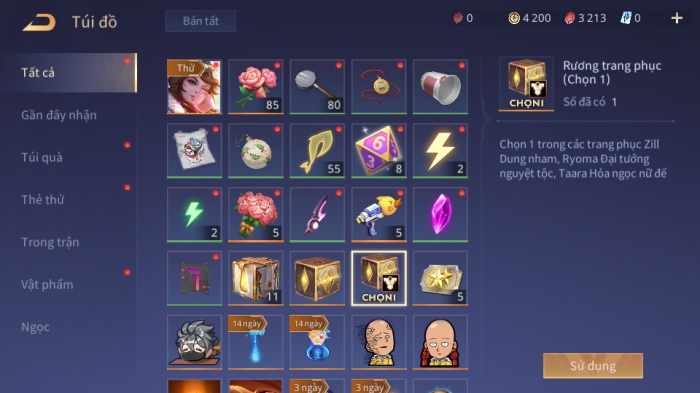 Túi đồ
Bán tất
0
4 200
3 213
0
+
Tất cả
Gần đây nhận
Túi quà
Thẻ thử
Trong trận
Vật phẩm
Ngọc
Thử
85
80
55
8
2
2
5
5
11
CHỌN1
5
14 ngày
14 ngày
3 ngày
3 ngày
CHỌN1
Rương trang phục
(Chọn 1)
Số đã có 1
Chọn 1 trong các trang phục Zill
Dung nham, Ryoma Đại tướng
nguyệt tộc, Taara Hỏa ngọc nữ đế
Sử dụng